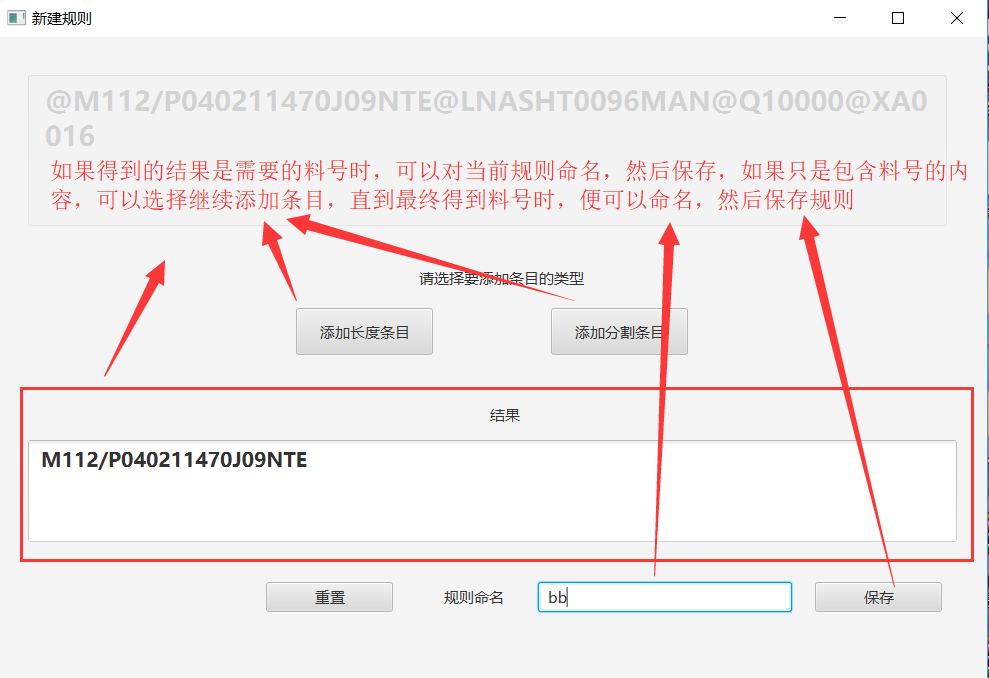 新建规则
@M112/P040211470J09NTE@LNASHT0096MAN@Q10000@XA0
016
如果得到的结果是需要的料号时，可以对当前规则命名，然后保存，如果只是包含料号的内
容，可以选择继续添加条目，直到最终得到料号时，便可以命名，然后保存规则
请选择要添加条目的类型
添加长度条目 添加分割条目
结果
M112/P040211470J09NTE
重置 规则命名 bb 保存